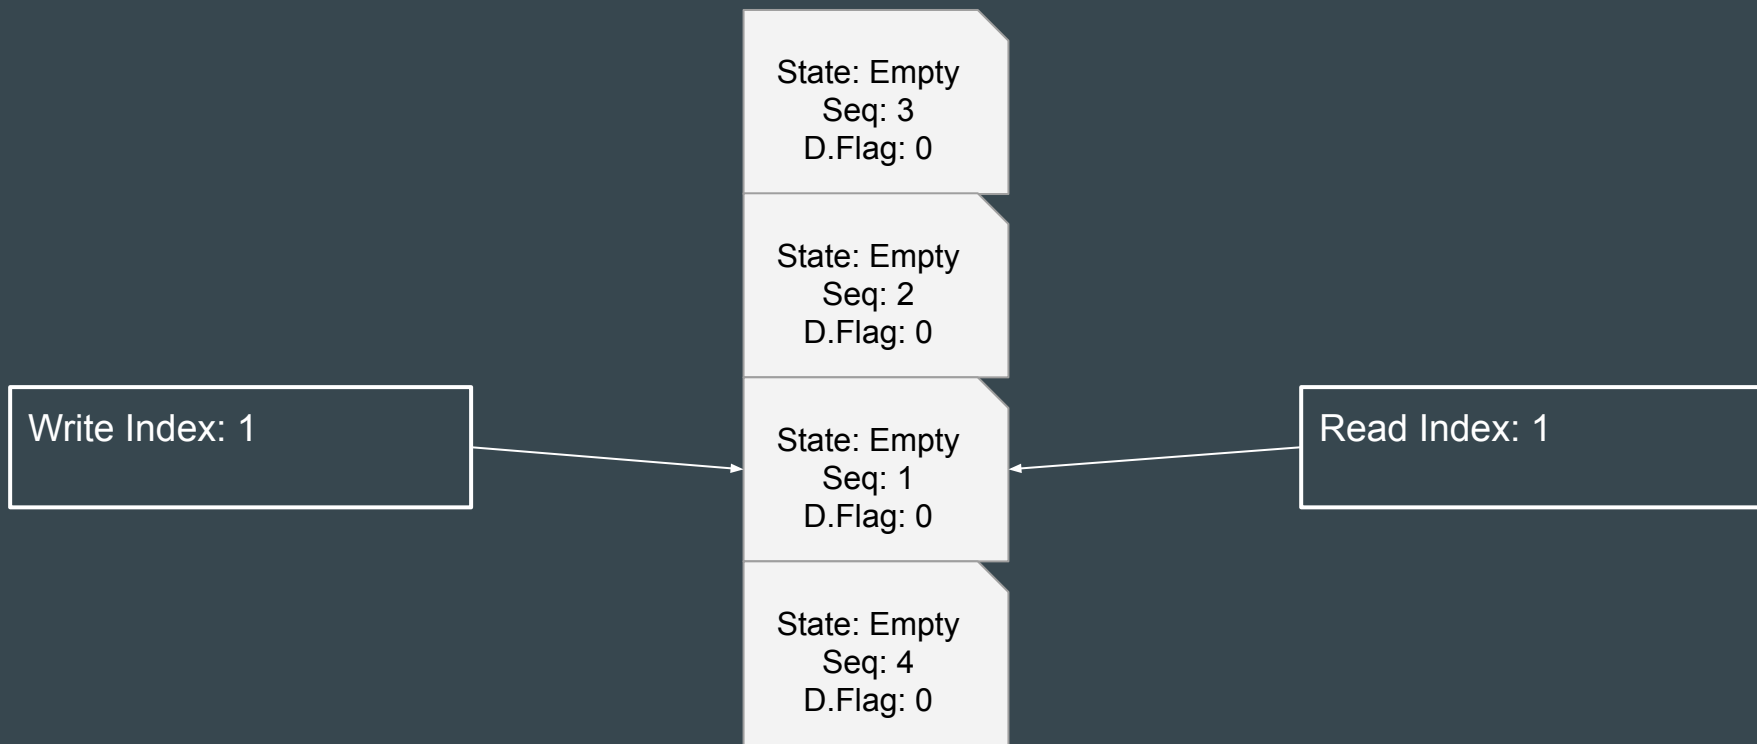 State: Empty
Seq: 3
D.Flag: 0
State: Empty
Seq: 2
D.Flag: 0
Write Index: 1
State: Empty
Seq: 1
D.Flag: 0
Read Index: 1
State: Empty
Seq: 4
D.Flag: 0